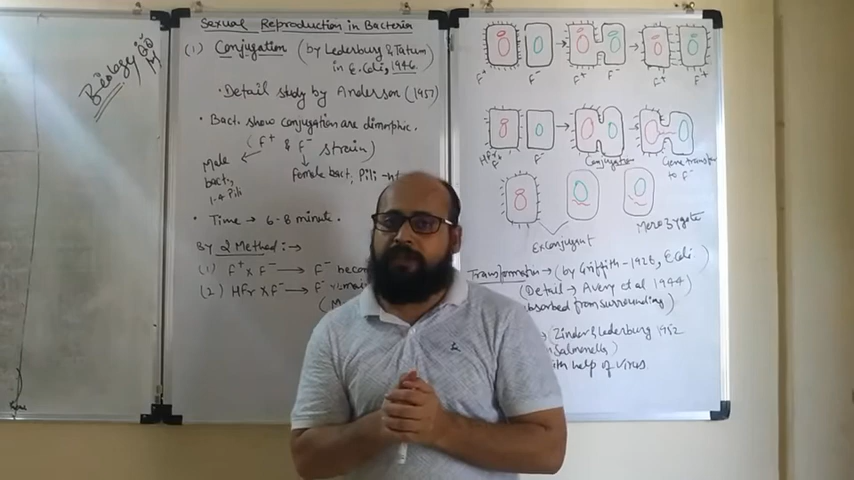 Biology
Sexual Reproduction in Bacteria
(1) Conjugation (by Lederburg & Tatum)
in E.Coli, 1946.
• Detail study by Anderson (1957)
• Bact. show conjugation are dimorphic.
(F⁺ & F⁻ strain)
Male
bact.,
1-4 Pili
female bact., Pili
• Time → 6-8 minute.
By 2 Method :→
(1) F⁺ x F⁻ → F⁻
(2) HFr x F⁻ → F⁻
F⁺ F⁻ F⁺ F⁻ F⁺ F⁺
HFr F⁻ Conjugation Gene transfer
to F⁻
Exconjugant Merozygote
Transformation → (by Griffith-1928, E.Coli.)
(Detail → Avery et al 1944)
absorbed from surrounding)
(Zinder & Lederburg 1952
Salmonella)
help of virus